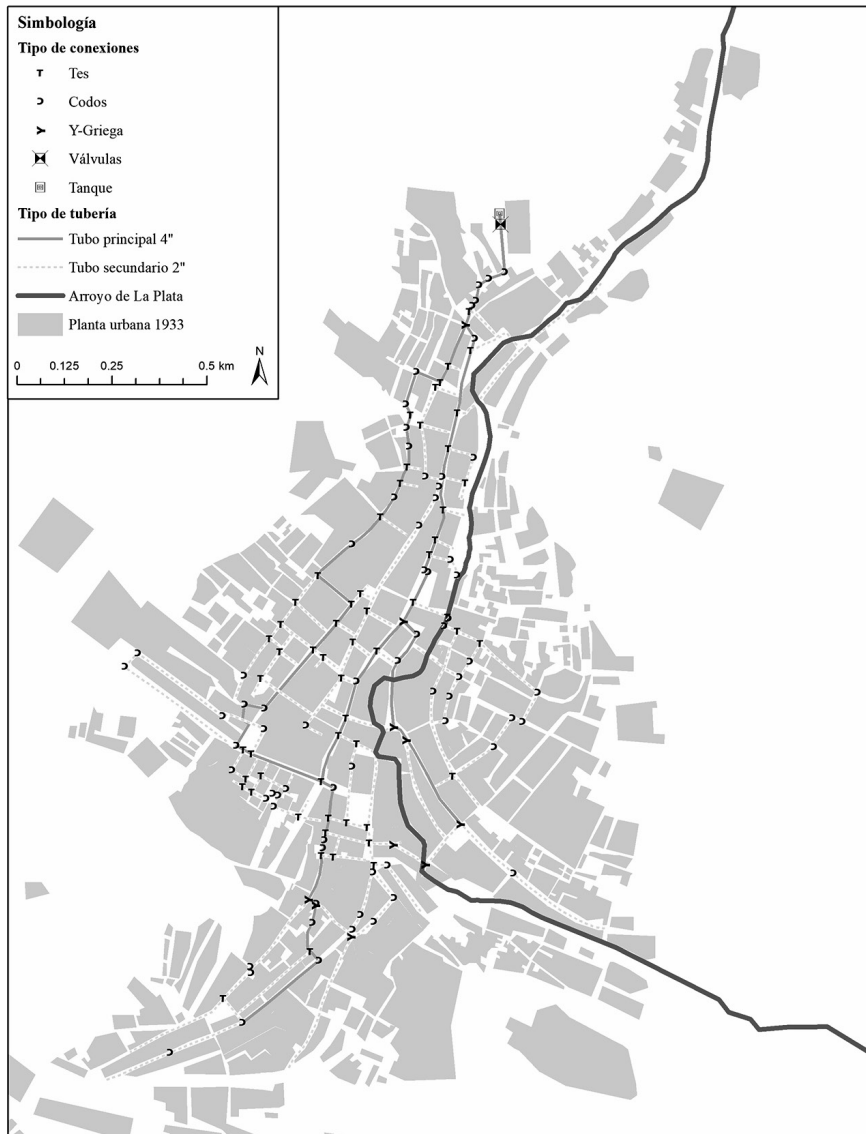 Simbología
Tipo de conexiones
Tes
Codos
Y-Griega
Válvulas
Tanque
Tipo de tubería
Tubo principal 4"
Tubo secundario 2"
Arroyo de La Plata
Planta urbana 1933
N
0 0.125 0.25 0.5 km